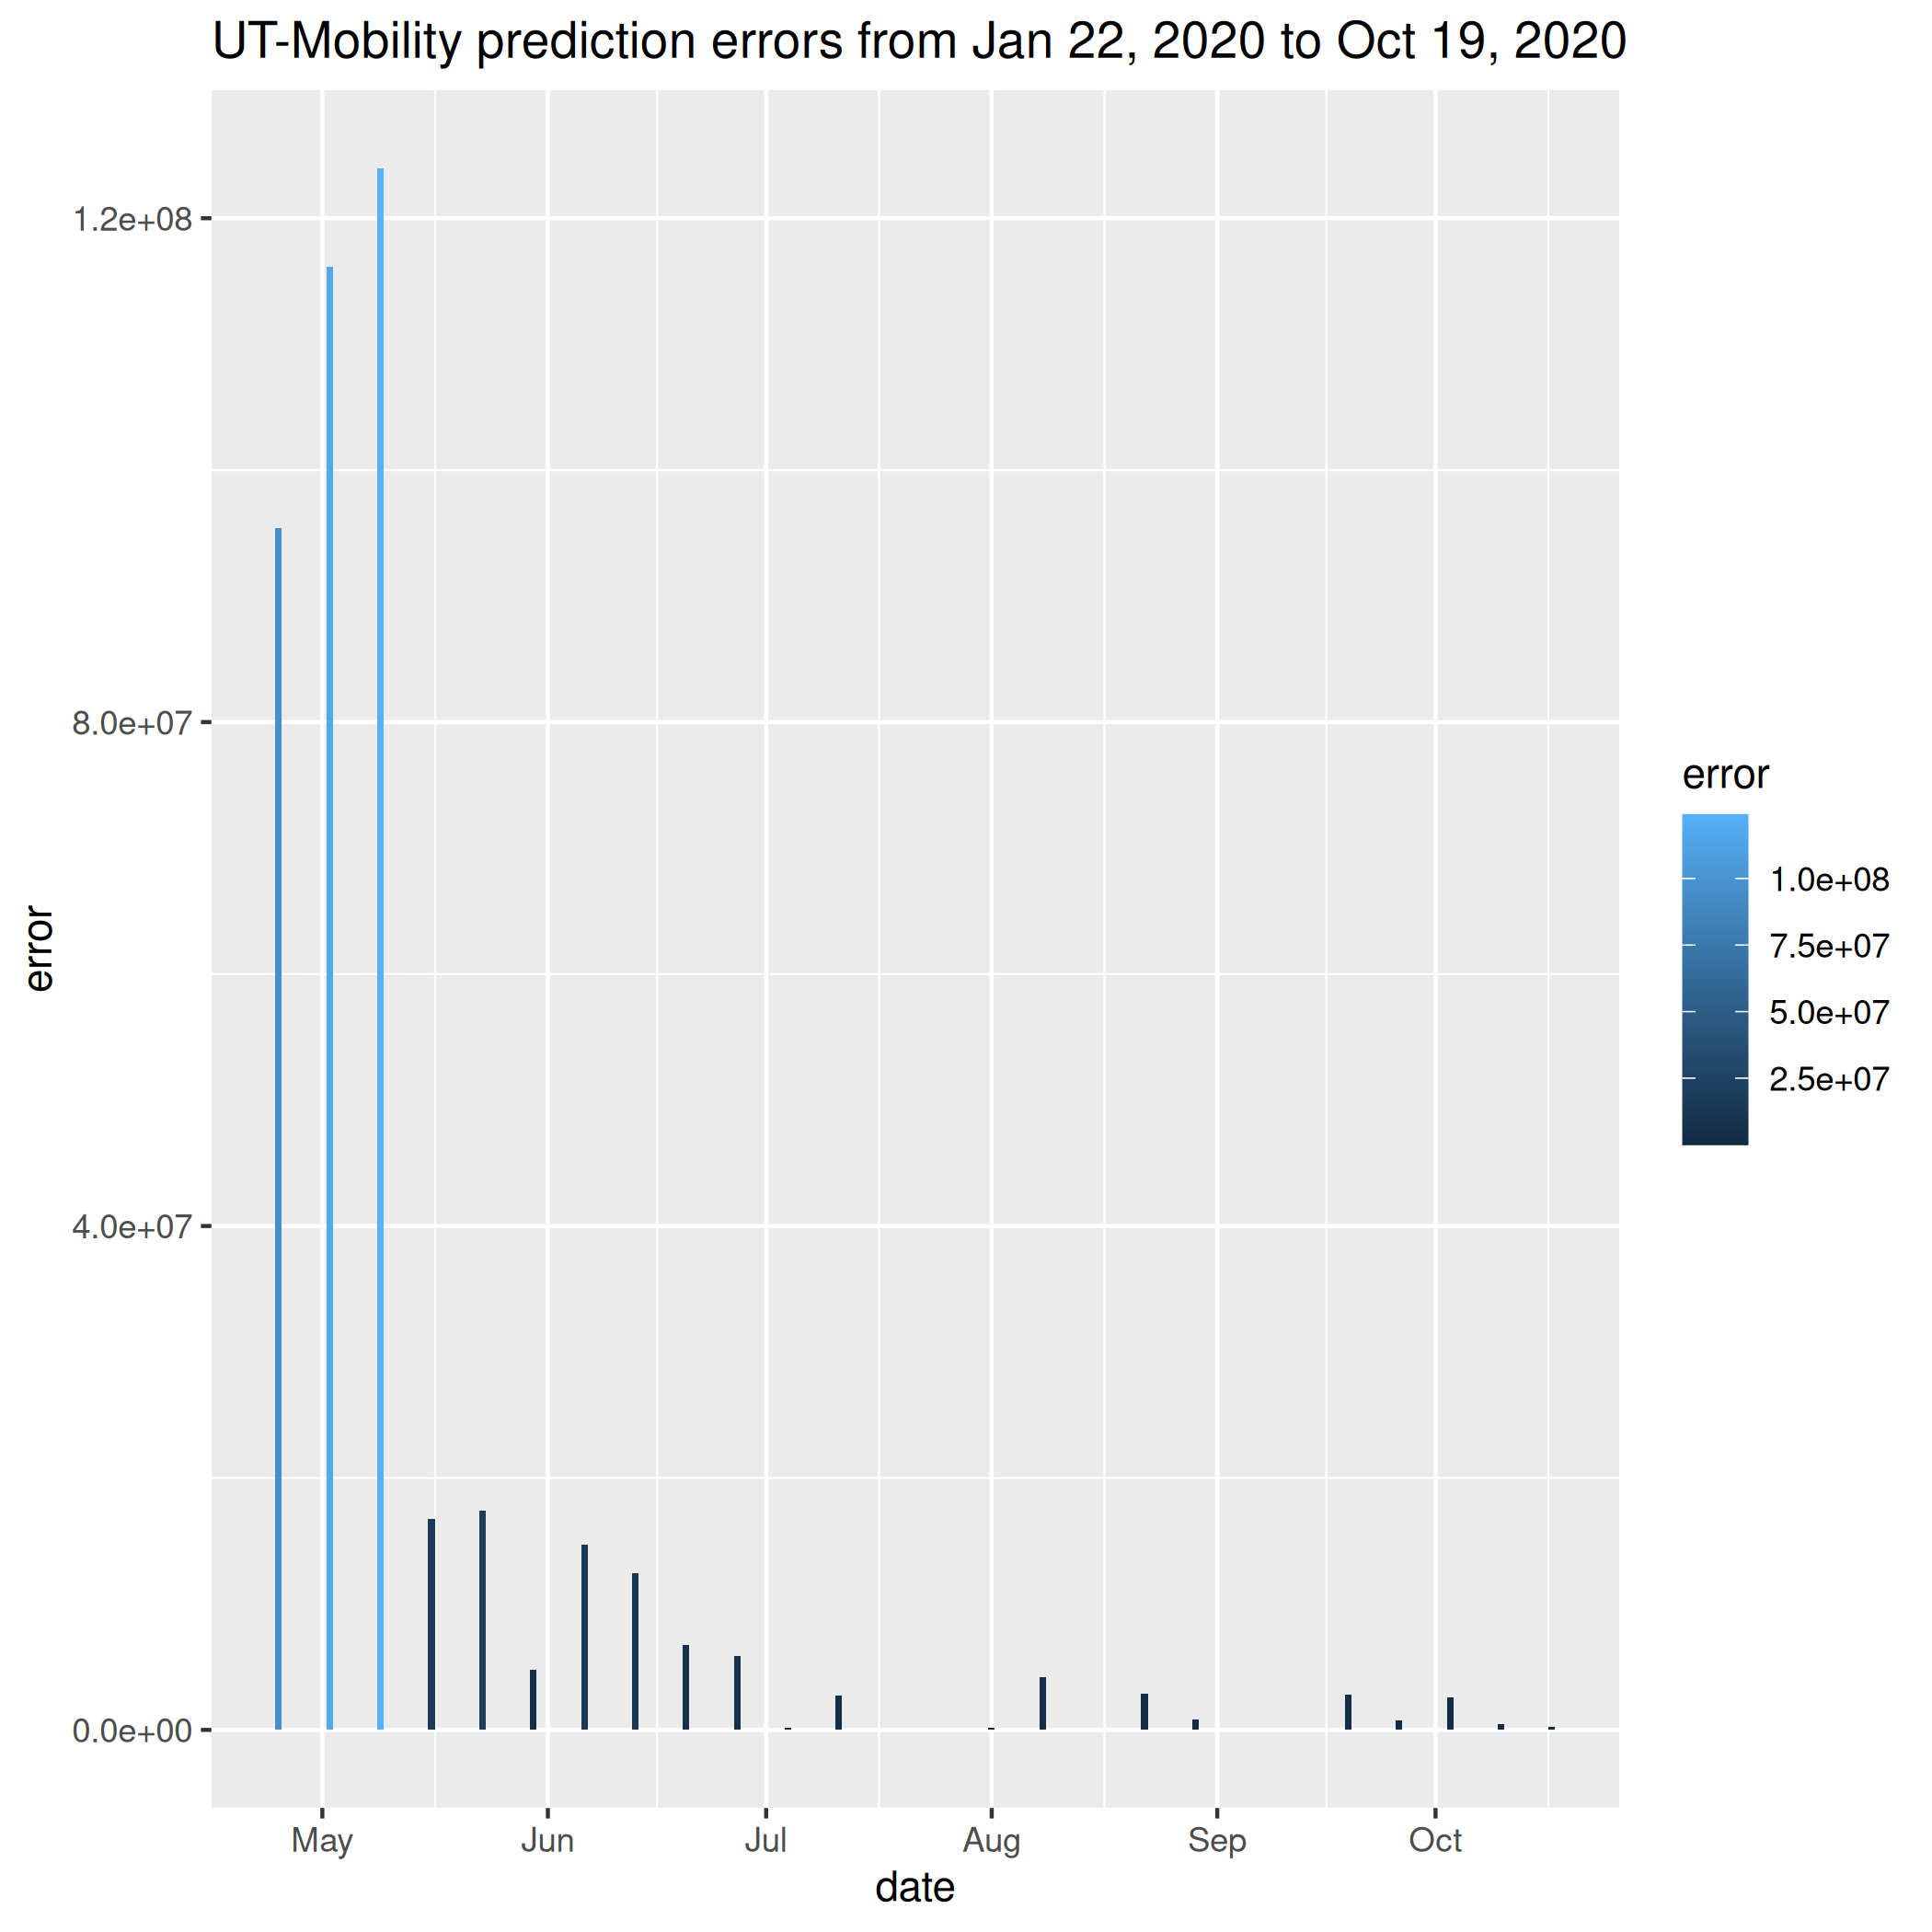 UT-Mobility prediction errors from Jan 22, 2020 to Oct 19, 2020
1.2e+08
8.0e+07
4.0e+07
0.0e+00
error
May Jun Jul Aug Sep Oct
date
error
1.0e+08
7.5e+07
5.0e+07
2.5e+07